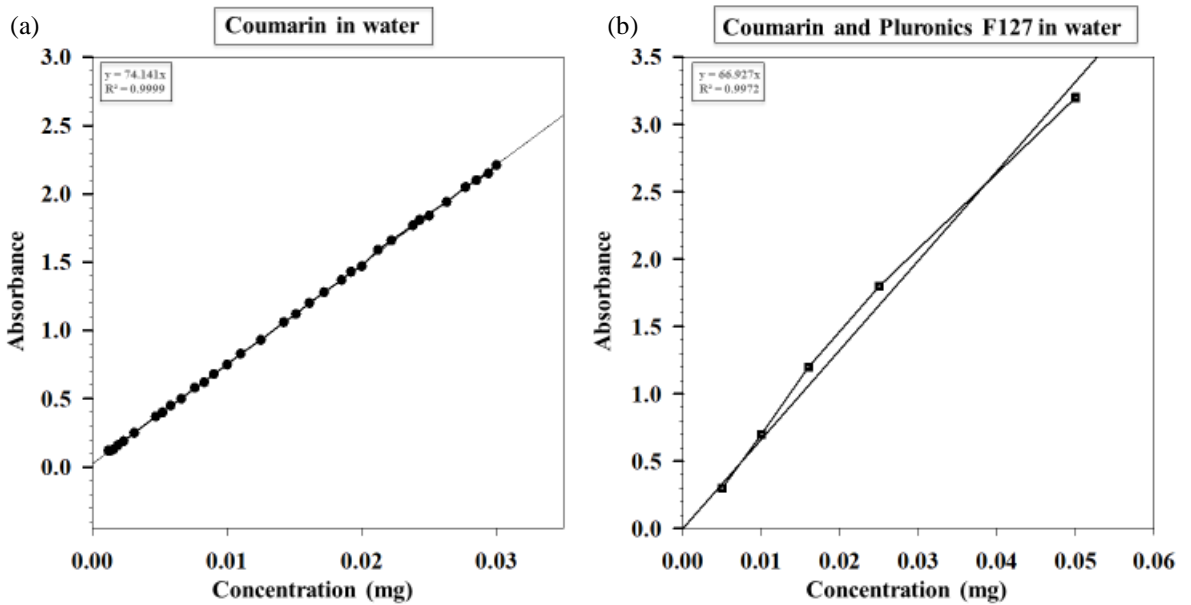 (a)
Coumarin in water
3.0
y = 74.141x
R² = 0.9999
2.5
2.0
1.5
1.0
0.5
0.0
Absorbance
0.00
0.01
0.02
0.03
Concentration (mg)
(b)
Coumarin and Pluronics F127 in water
3.5
y = 66.927x
R² = 0.9972
3.0
2.5
2.0
1.5
1.0
0.5
0.0
Absorbance
0.00
0.01
0.02
0.03
0.04
0.05
0.06
Concentration (mg)